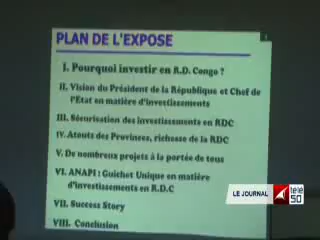 PLAN DE L'EXPOSE
I. Pourquoi investir en R.D. Congo ?
II. Vision du Président de la République et Chef de
l'Etat en matière d'investissements
III. Sécurisation des investissements en RDC
IV. Atouts des Provinces, richesse de la RDC
V. De nombreux projets à la portée de tous
VI. ANAPI : Guichet Unique en matière
d'investissements en R.D.C
VII. Success Story
VIII. Conclusion
LE JOURNAL
télé
50